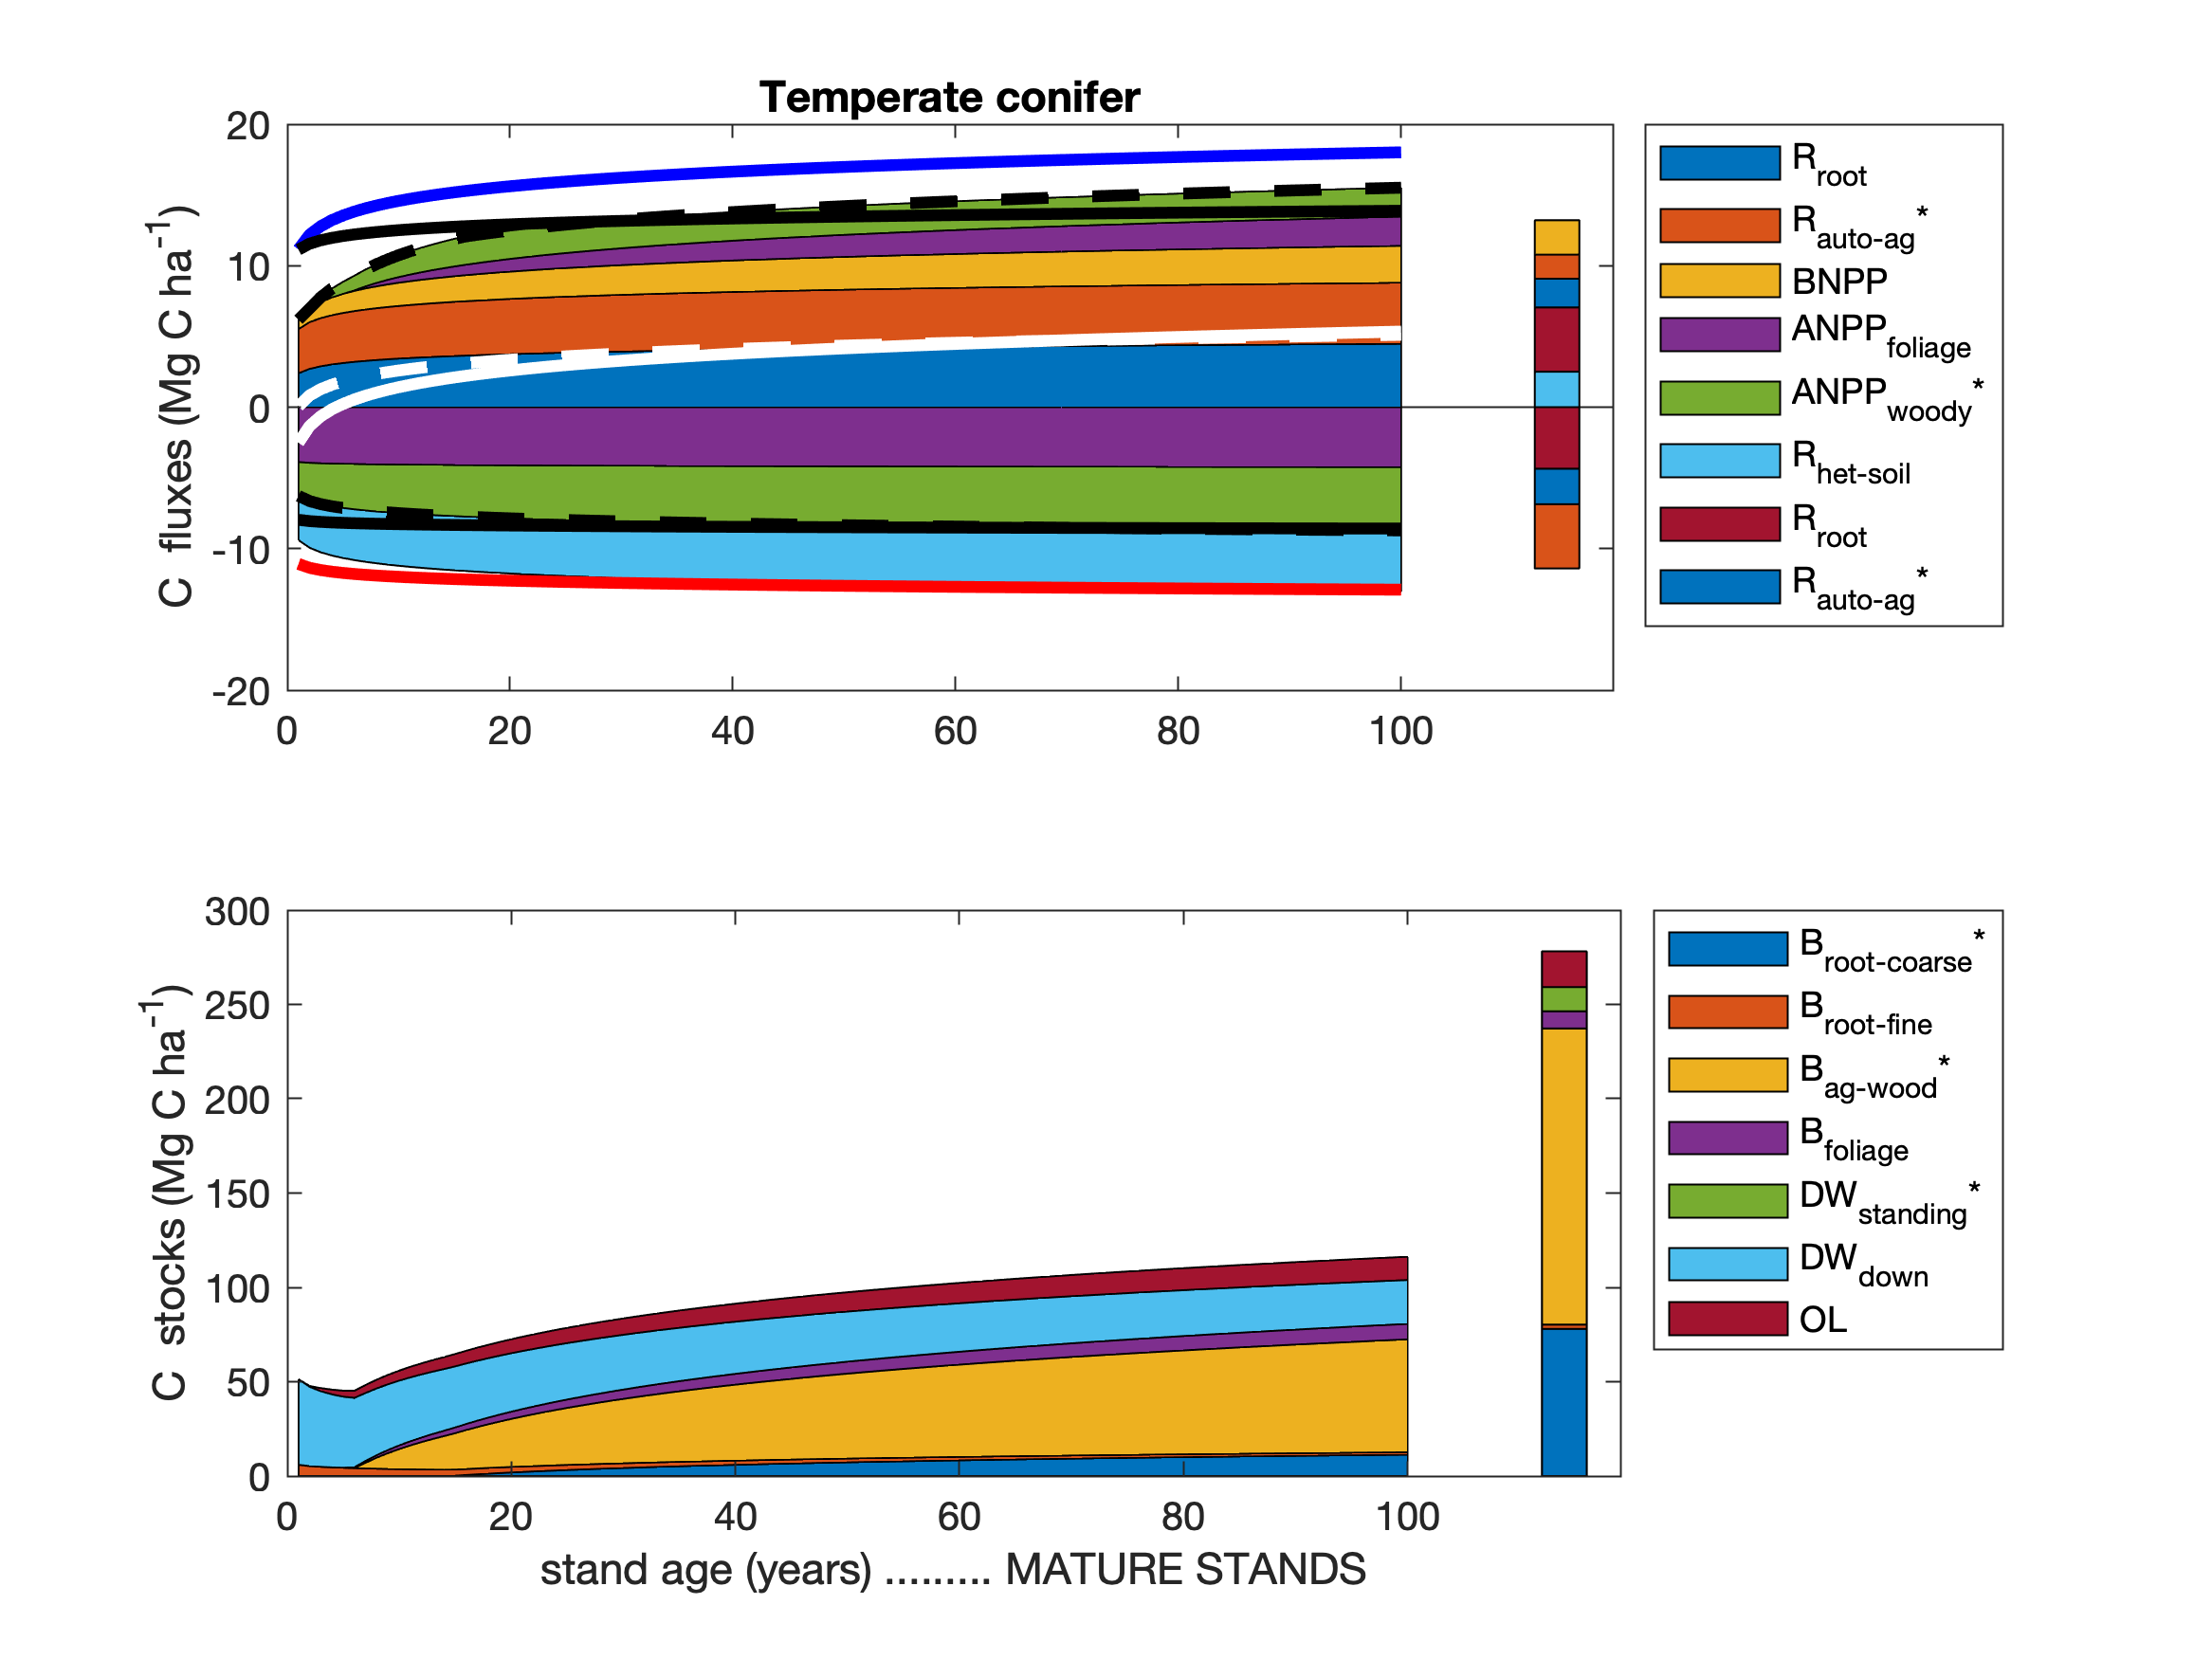 Temperate conifer
C fluxes (Mg C ha-1)
20
10
0
-10
-20
0 20 40 60 80 100
Rroot
Rauto-ag*
BNPP
ANPPfoliage
ANPPwoody*
Rhet-soil
Rroot
Rauto-ag*
C stocks (Mg C ha-1)
300
250
200
150
100
50
0
0 20 40 60 80 100
stand age (years) ......... MATURE STANDS
Broot-coarse*
Broot-fine
Bag-wood*
Bfoliage
DWstanding*
DWdown
OL